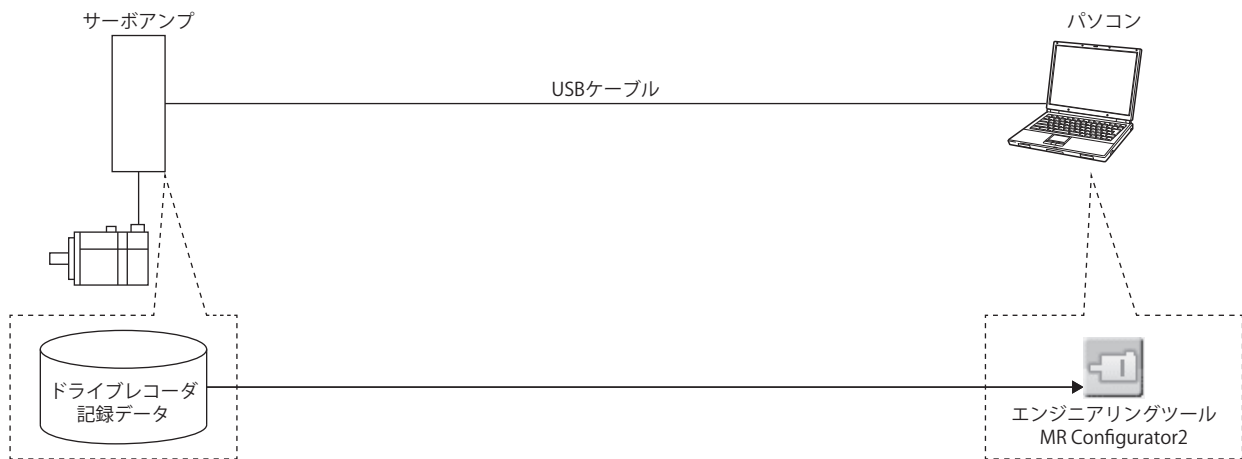 サーボアンプ
パソコン
USBケーブル
ドライブレコーダ
記録データ
エンジニアリングツール
MR Configurator2